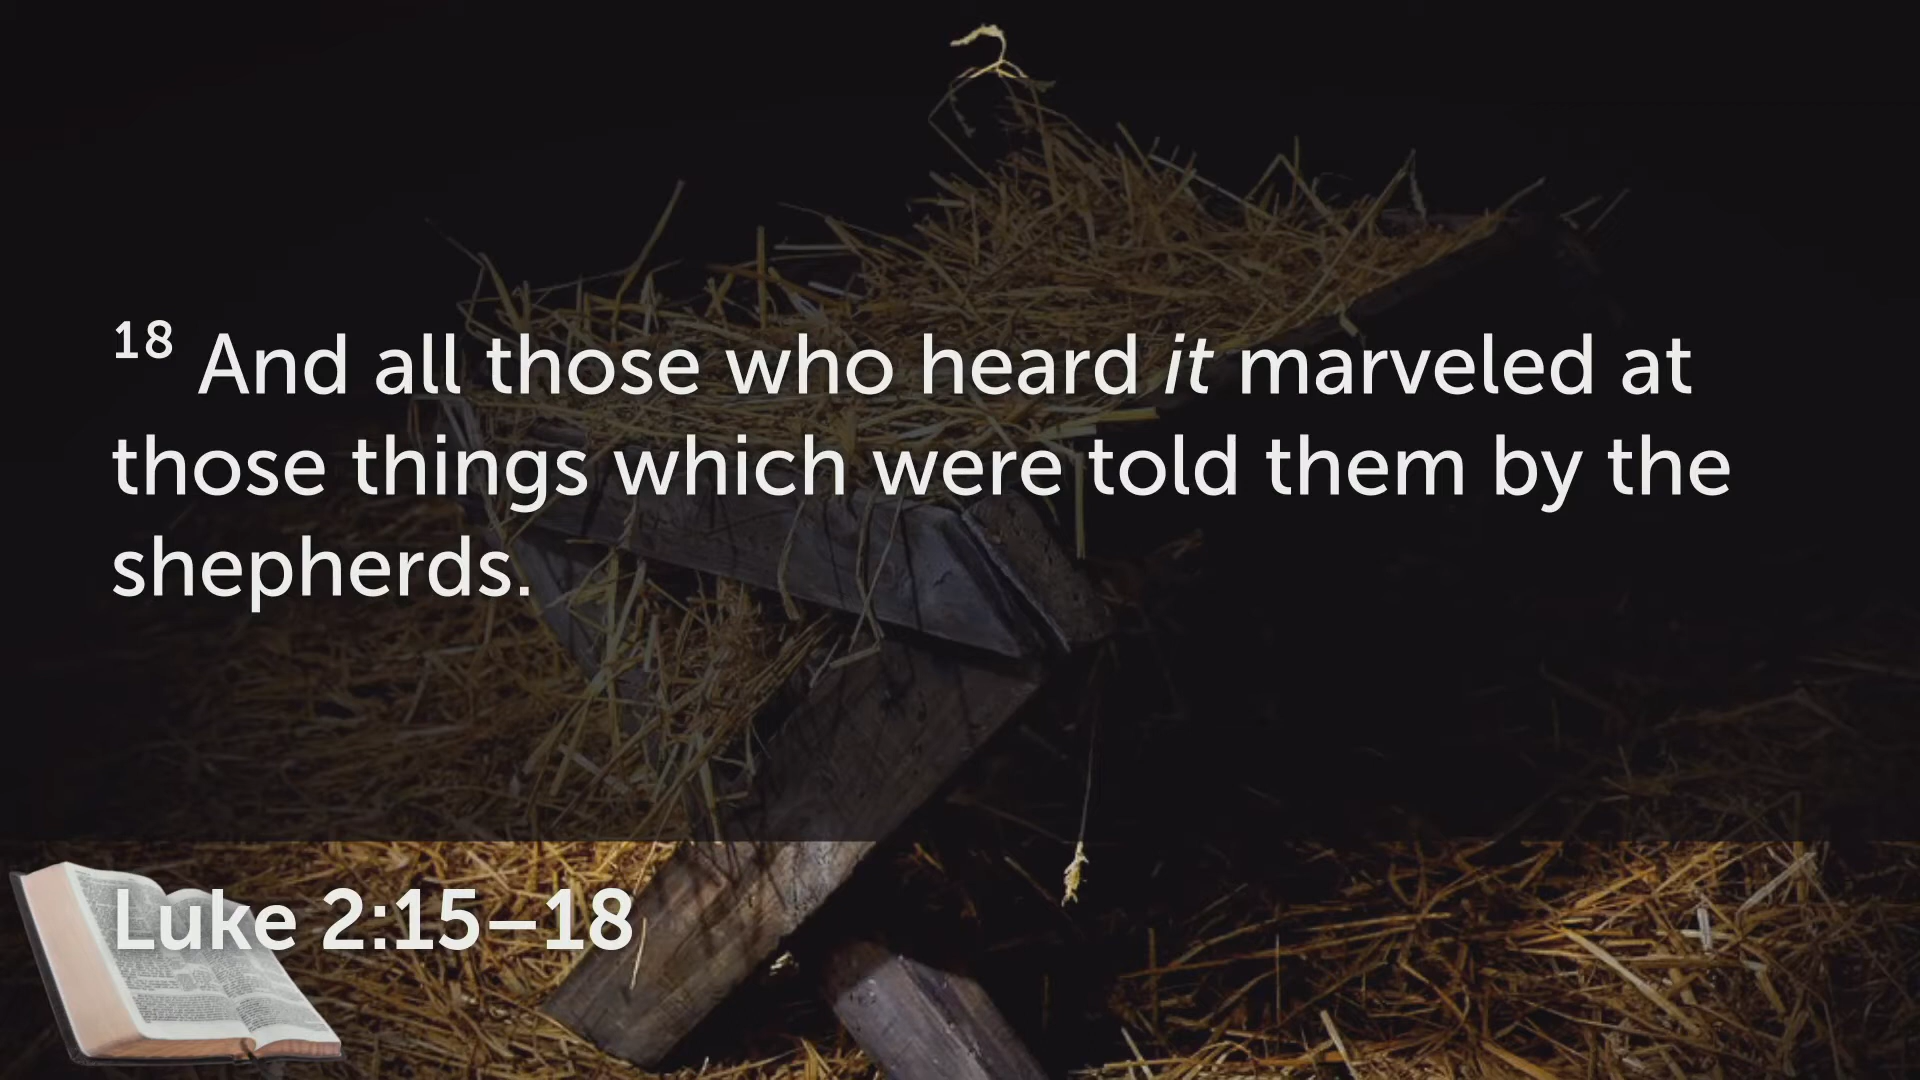 18 And all those who heard it marveled at
those things which were told them by the
shepherds.
Luke 2:15–18